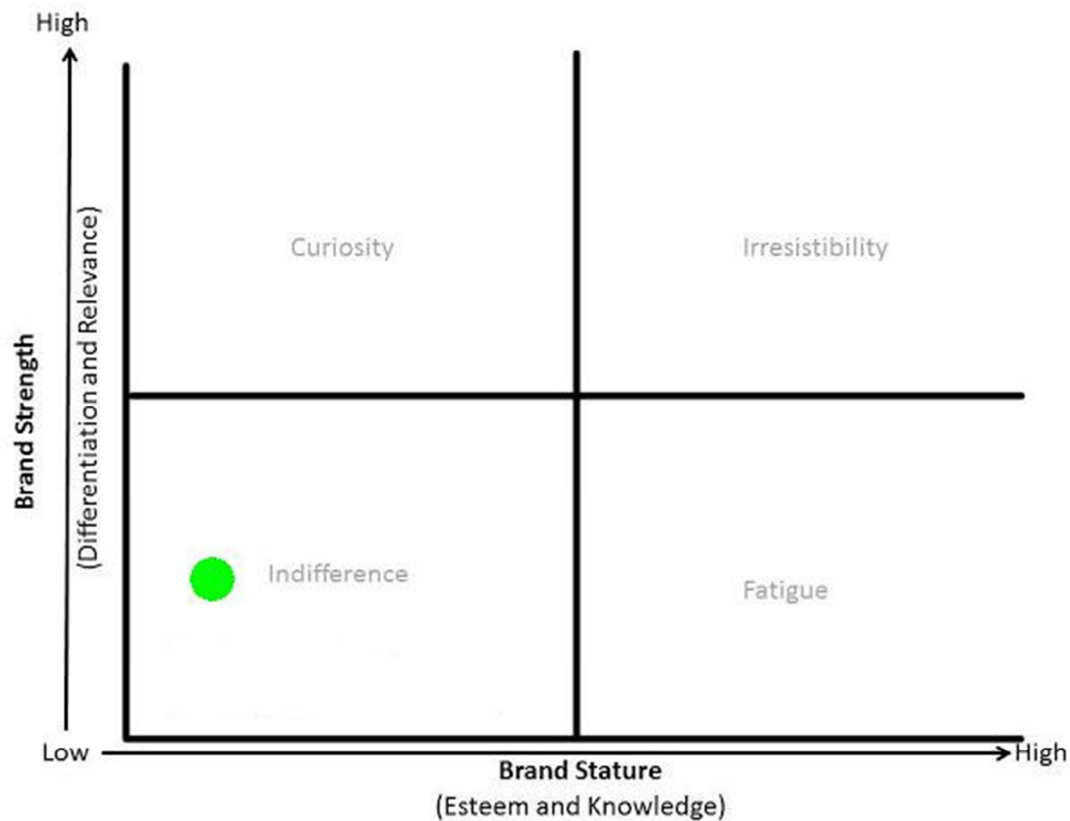 High
Curiosity
Irresistibility
Brand Strength
(Differentiation and Relevance)
Indifference
Fatigue
Low
High
Brand Stature
(Esteem and Knowledge)